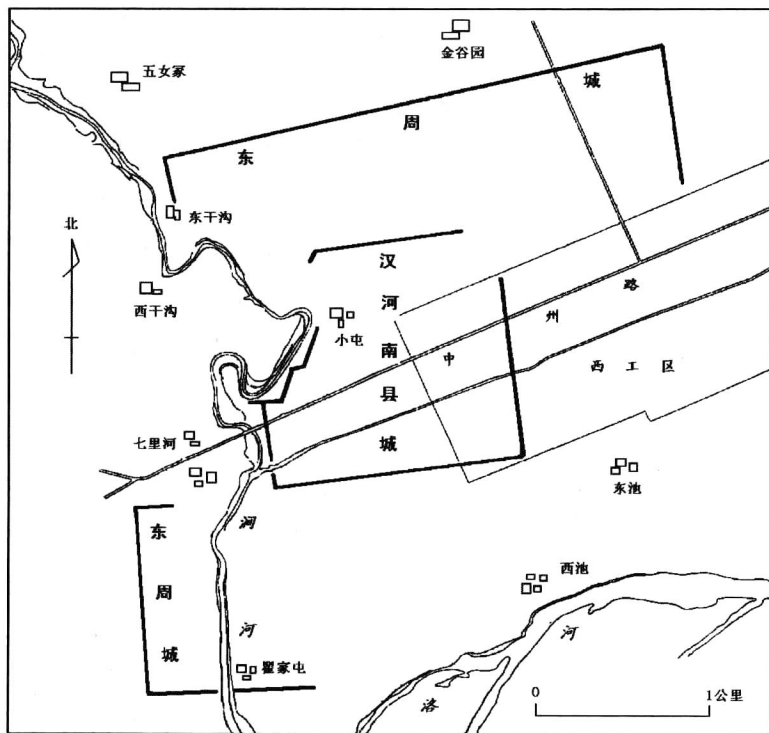 金谷园
五女冢
东周城
东干沟
北
汉河南县城
西干沟
小屯
中州路
西工区
七里河
东池
东周城
涧河
西池
瞿家屯
洛河
0 1公里